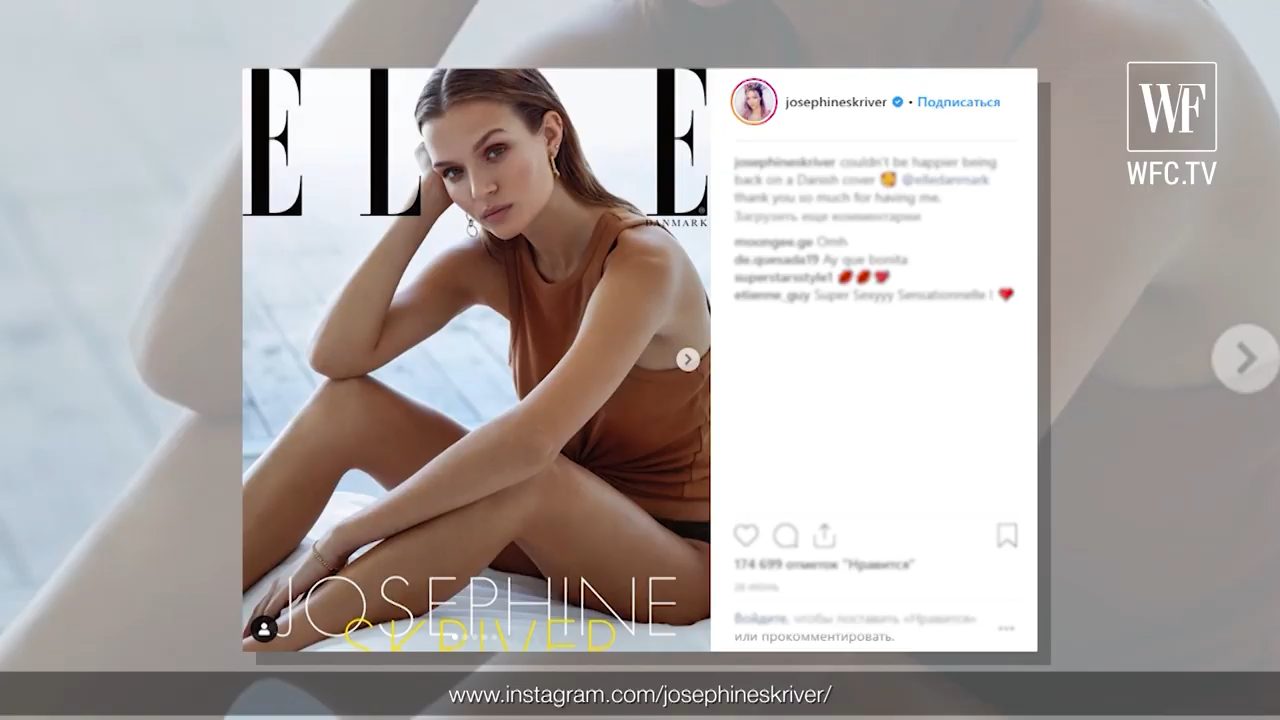 ELLE
DANMARK
JOSEPHINE
SKRIVER
josephineskriver • Подписаться
josephineskriver couldn't be happier being
back on a Danish cover @elledanmark
thank you so much for having me.
Загрузить еще комментарии
moongee.ge Omh
de.quesada19 Ay que bonita
superstarsstyle1
etienne_guy Super Sexyyy Sensationnelle !
174 699 отметок "Нравится"
Войдите, чтобы поставить «Нравится»
или прокомментировать.
WF
WFC.TV
www.instagram.com/josephineskriver/